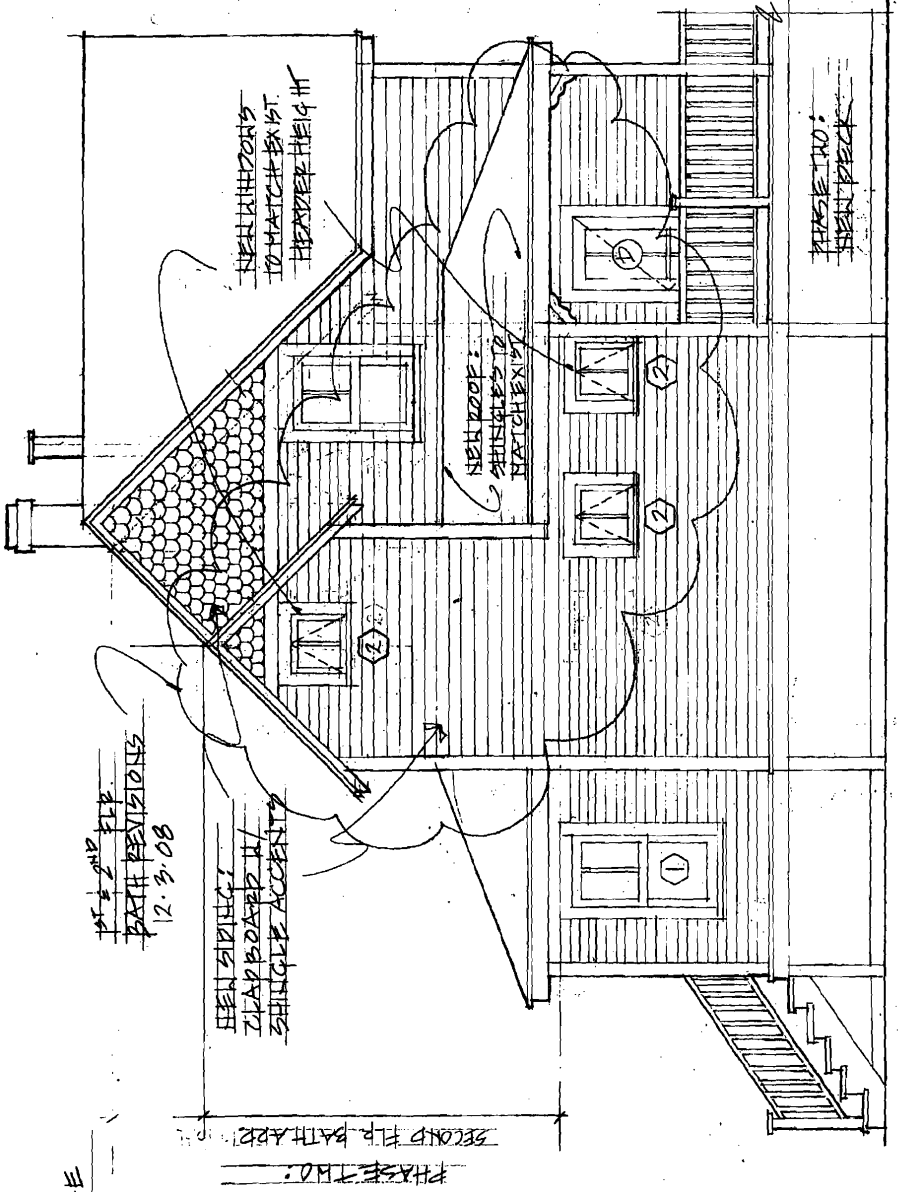 NEW WINDOWS
TO MATCH EXIST.
HEADER HEIGHT
PHASE TWO:
NEW DECK
NEW ROOF:
SHINGLES TO
MATCH EXIST.
D
2
2
2
1
1ST & 2ND FLR.
BATH REVISIONS
12.3.08
NEW SIDING:
CLAPBOARD W/
SHINGLE ACCENTS
PHASE TWO:
SECOND FLR. BATH ADD.